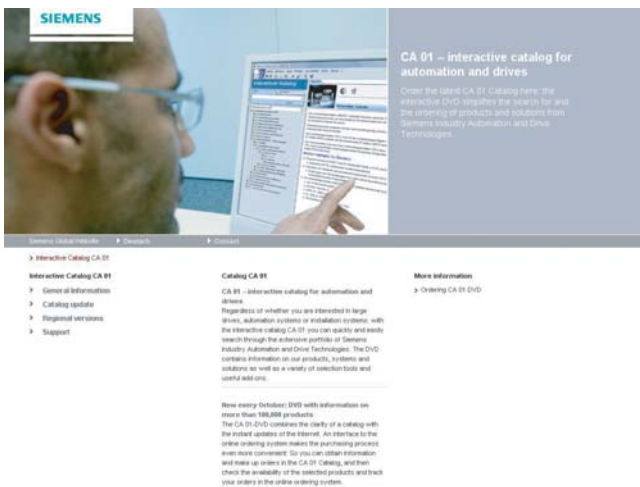 SIEMENS
CA 01 – interactive catalog for
automation and drives
Order the latest CA 01 Catalog here: the
interactive DVD simplifies the search for and
the ordering of products and solutions from
Siemens Industry Automation and Drive
Technologies.
Siemens Global Website Deutsch Contact
Interactive Catalog CA 01
Interactive Catalog CA 01
General Information
Catalog update
Regional versions
Support
Catalog CA 01
CA 01 – interactive catalog for automation and
drives
Regardless of whether you are interested in large
drives, automation systems or installation systems: with
the interactive catalog CA 01 you can quickly and easily
search through the extensive portfolio of Siemens
Industry Automation and Drive Technologies. The DVD
contains information on our products, systems and
solutions as well as a variety of selection tools and
useful add-ons.
New every October: DVD with information on
more than 100,000 products
The CA 01-DVD combines the clarity of a catalog with
the instant updates of the Internet. An interface to the
online ordering system makes the purchasing process
even more convenient. So you can obtain information
and make up orders in the CA 01 Catalog, and then
check the availability of the selected products and track
your orders in the online ordering system.
More information
Ordering CA 01 DVD